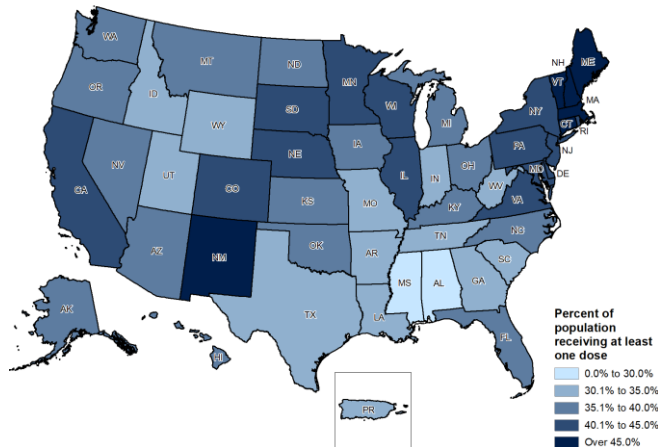 WA
MT
ND
MN
OR
ID
SD
WI
WY
MI
NH
VT
ME
MA
NY
CT
RI
NJ
PA
NV
UT
CO
NE
IA
IL
IN
OH
WV
MD
DE
VA
CA
KS
MO
KY
AZ
NM
OK
AR
TN
NC
SC
MS
AL
GA
TX
LA
FL
AK
HI
PR
Percent of
population
receiving at least
one dose
0.0% to 30.0%
30.1% to 35.0%
35.1% to 40.0%
40.1% to 45.0%
Over 45.0%